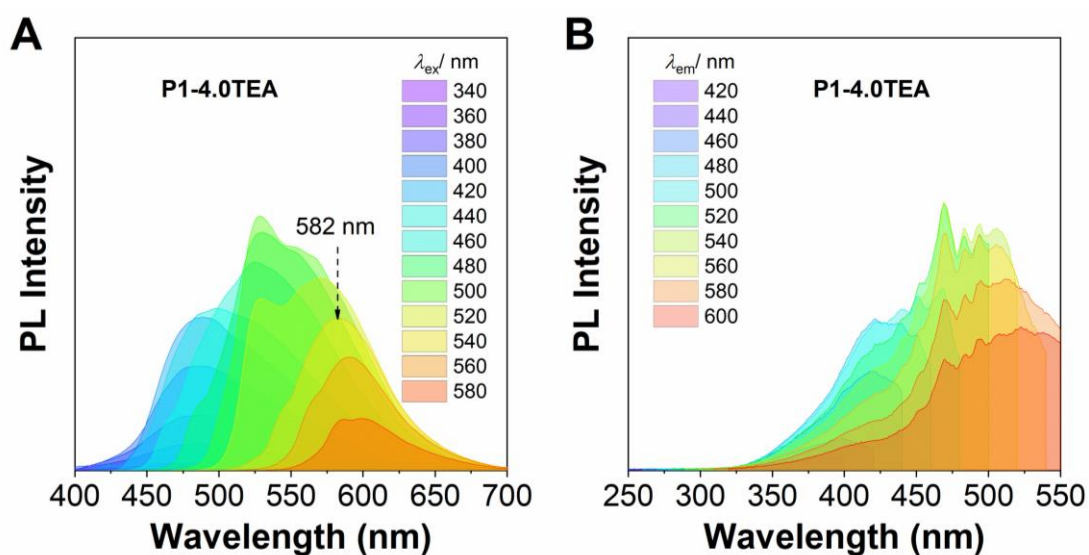 A
B
λex/ nm
340
360
380
400
420
440
460
480
500
520
540
560
580
P1-4.0TEA
582 nm
PL Intensity
400 450 500 550 600 650 700
Wavelength (nm)
λem/ nm
420
440
460
480
500
520
540
560
580
600
P1-4.0TEA
PL Intensity
250 300 350 400 450 500 550
Wavelength (nm)